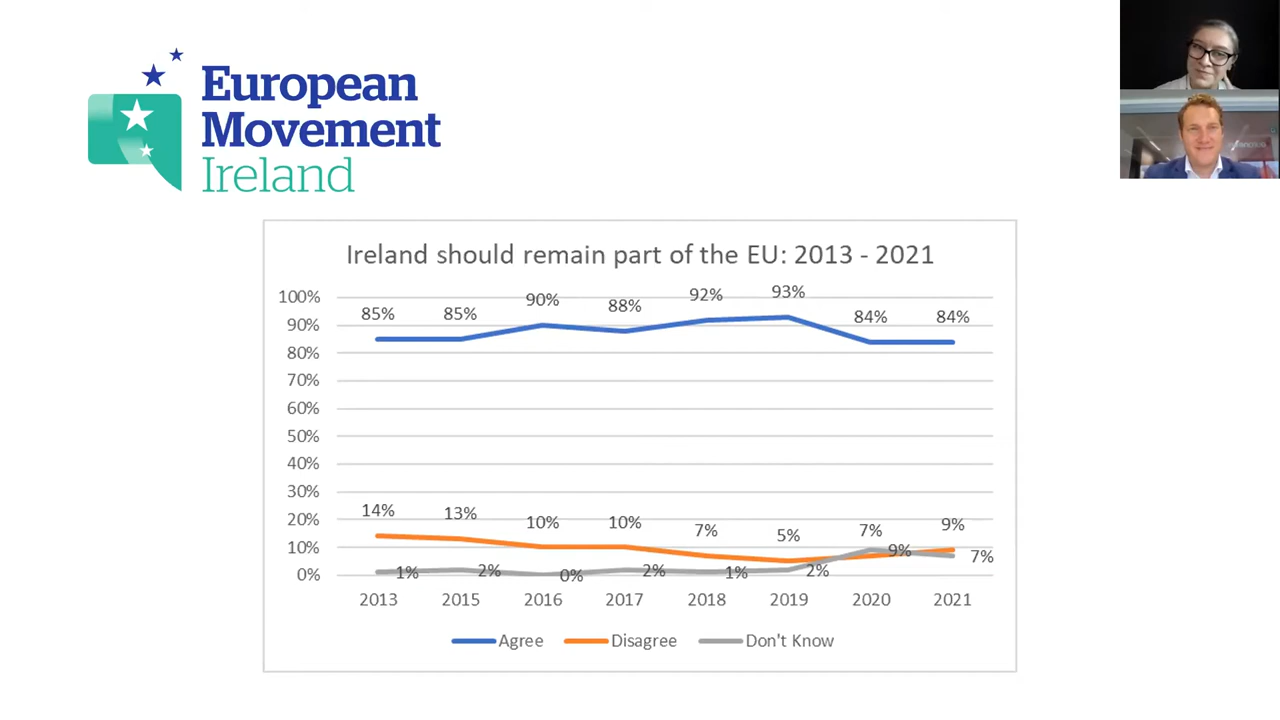 European
Movement
Ireland
Ireland should remain part of the EU: 2013 - 2021
100%
90%
80%
70%
60%
50%
40%
30%
20%
10%
0%
85% 85% 90% 88% 92% 93% 84% 84%
14% 13% 10% 10% 7% 5% 7% 9%
1% 2% 0% 2% 1% 2% 9% 7%
2013 2015 2016 2017 2018 2019 2020 2021
Agree Disagree Don't Know